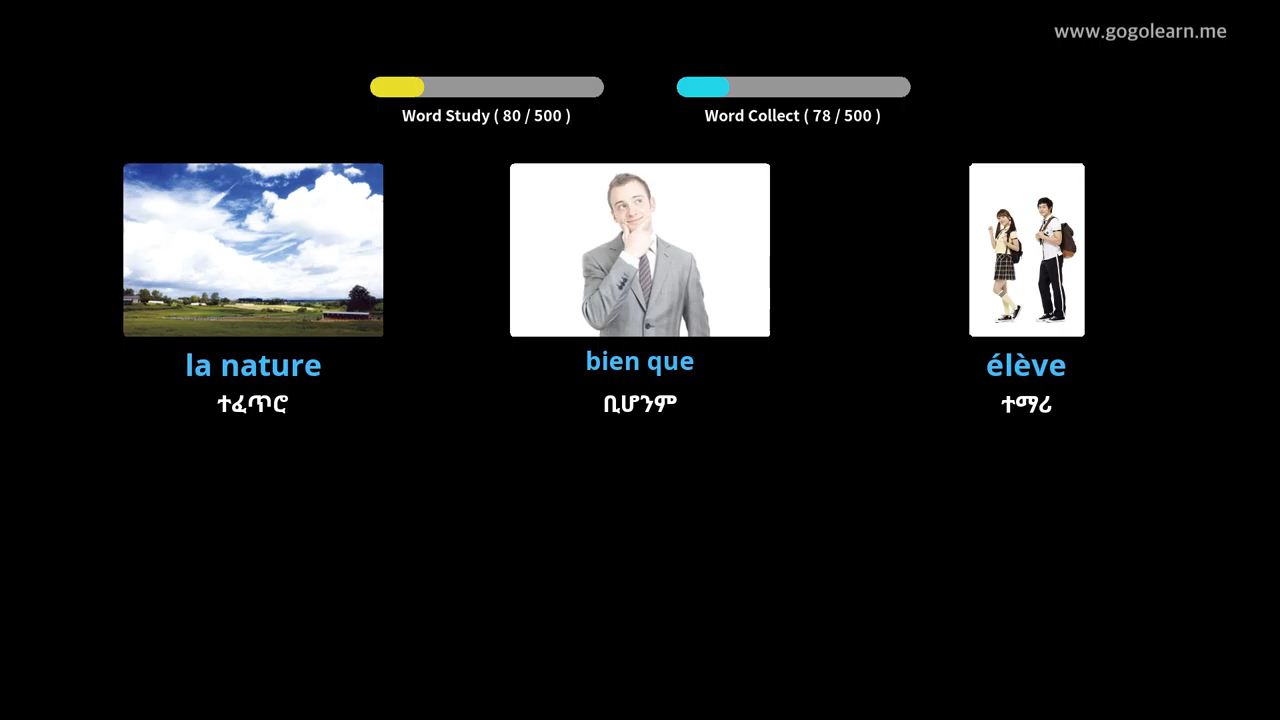 www.gogolearn.me
Word Study ( 80 / 500 )
Word Collect ( 78 / 500 )
la nature
ተፈጥሮ
bien que
ቢሆንም
élève
ተማሪ